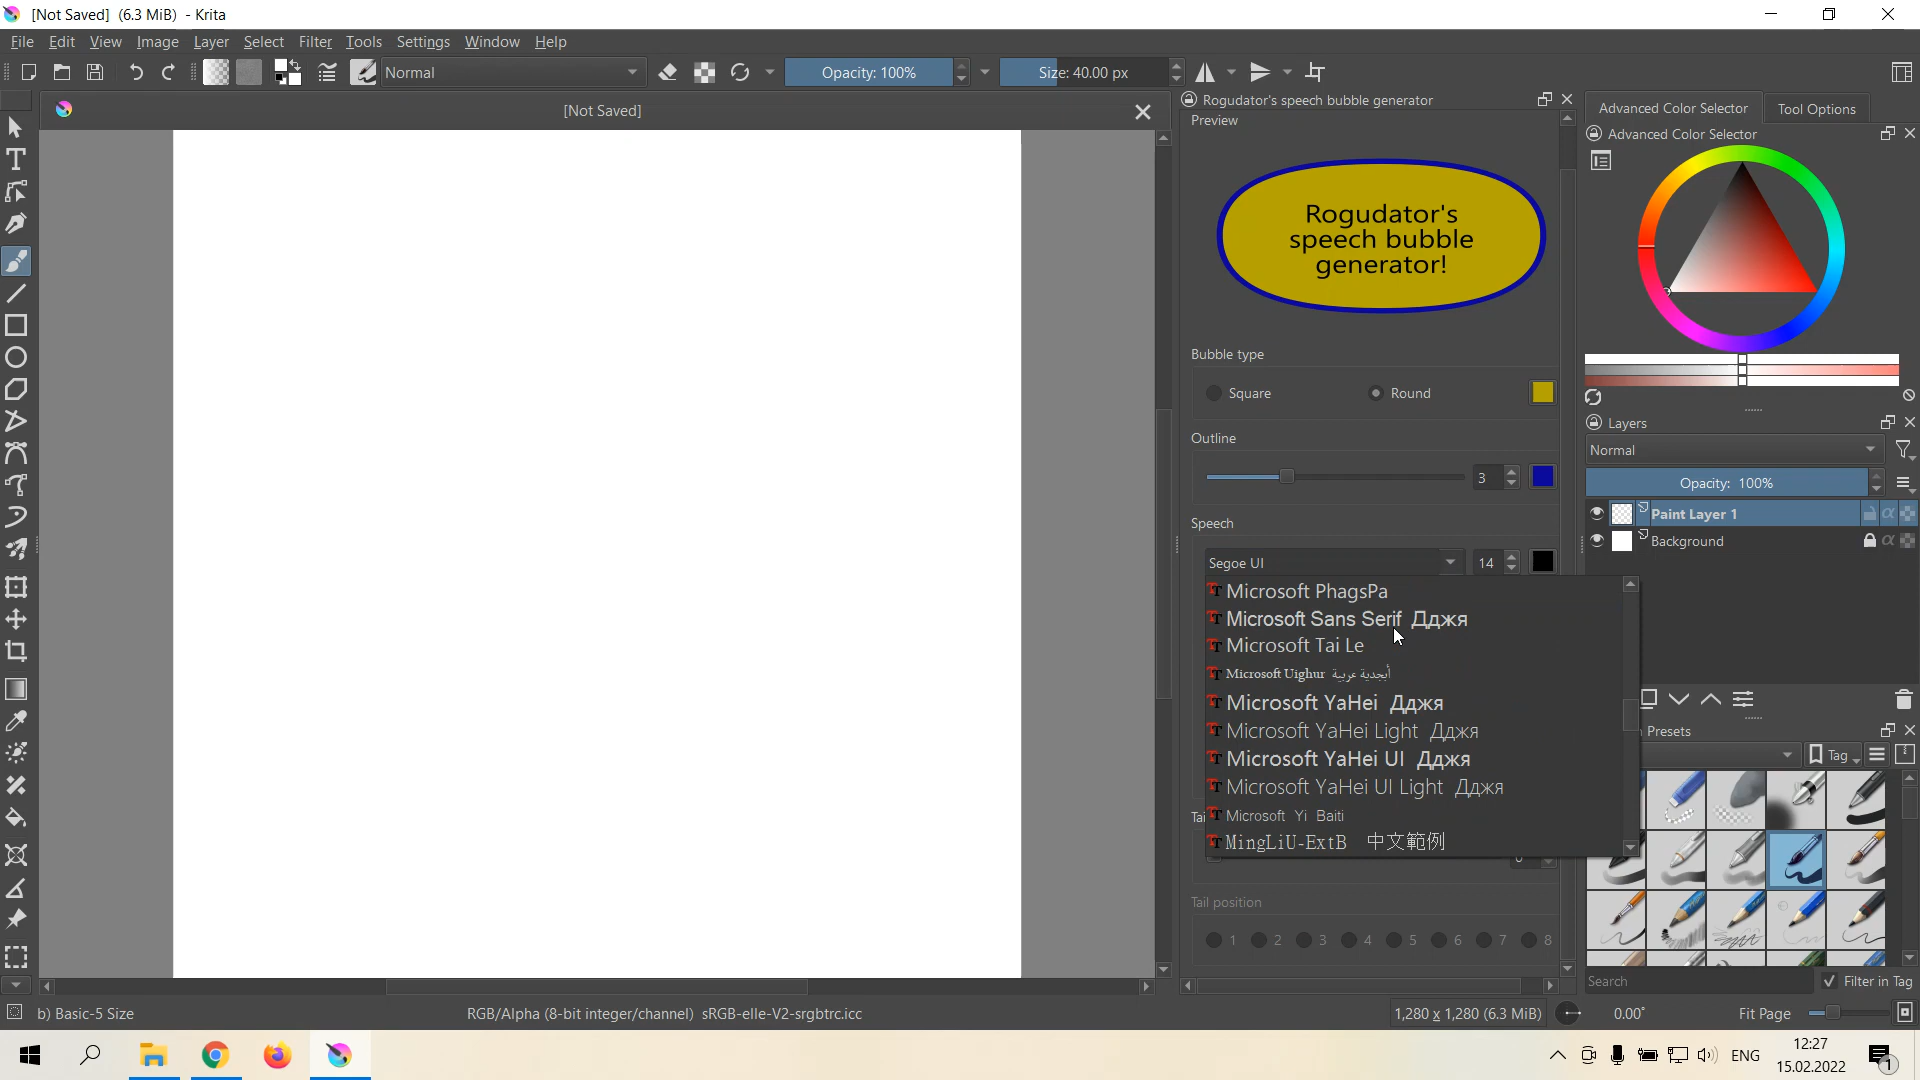 [Not Saved]  (6.3 MiB)  - Krita
File Edit View Image Layer Select Filter Tools Settings Window Help
Normal
Opacity: 100%
Size: 40.00 px
[Not Saved]
Rogudator's speech bubble generator
Preview
Rogudator's
speech bubble
generator!
Bubble type
Square
Round
Outline
3
Speech
Segoe UI
14
Microsoft PhagsPa
Microsoft Sans Serif Дджя
Microsoft Tai Le
Microsoft Uighur أبجدية عربية
Microsoft YaHei Дджя
Microsoft YaHei Light Дджя
Microsoft YaHei UI Дджя
Microsoft YaHei UI Light Дджя
Microsoft Yi Baiti
MingLiU-ExtB 中文範例
Tail position
1 2 3 4 5 6 7 8
Advanced Color Selector
Tool Options
Advanced Color Selector
Layers
Normal
Opacity: 100%
Paint Layer 1
Background
Presets
Tag
Search
Filter in Tag
b) Basic-5 Size
RGB/Alpha (8-bit integer/channel) sRGB-elle-V2-srgbtrc.icc
1,280 x 1,280 (6.3 MiB)
0.00°
Fit Page
ENG
12:27
15.02.2022
1